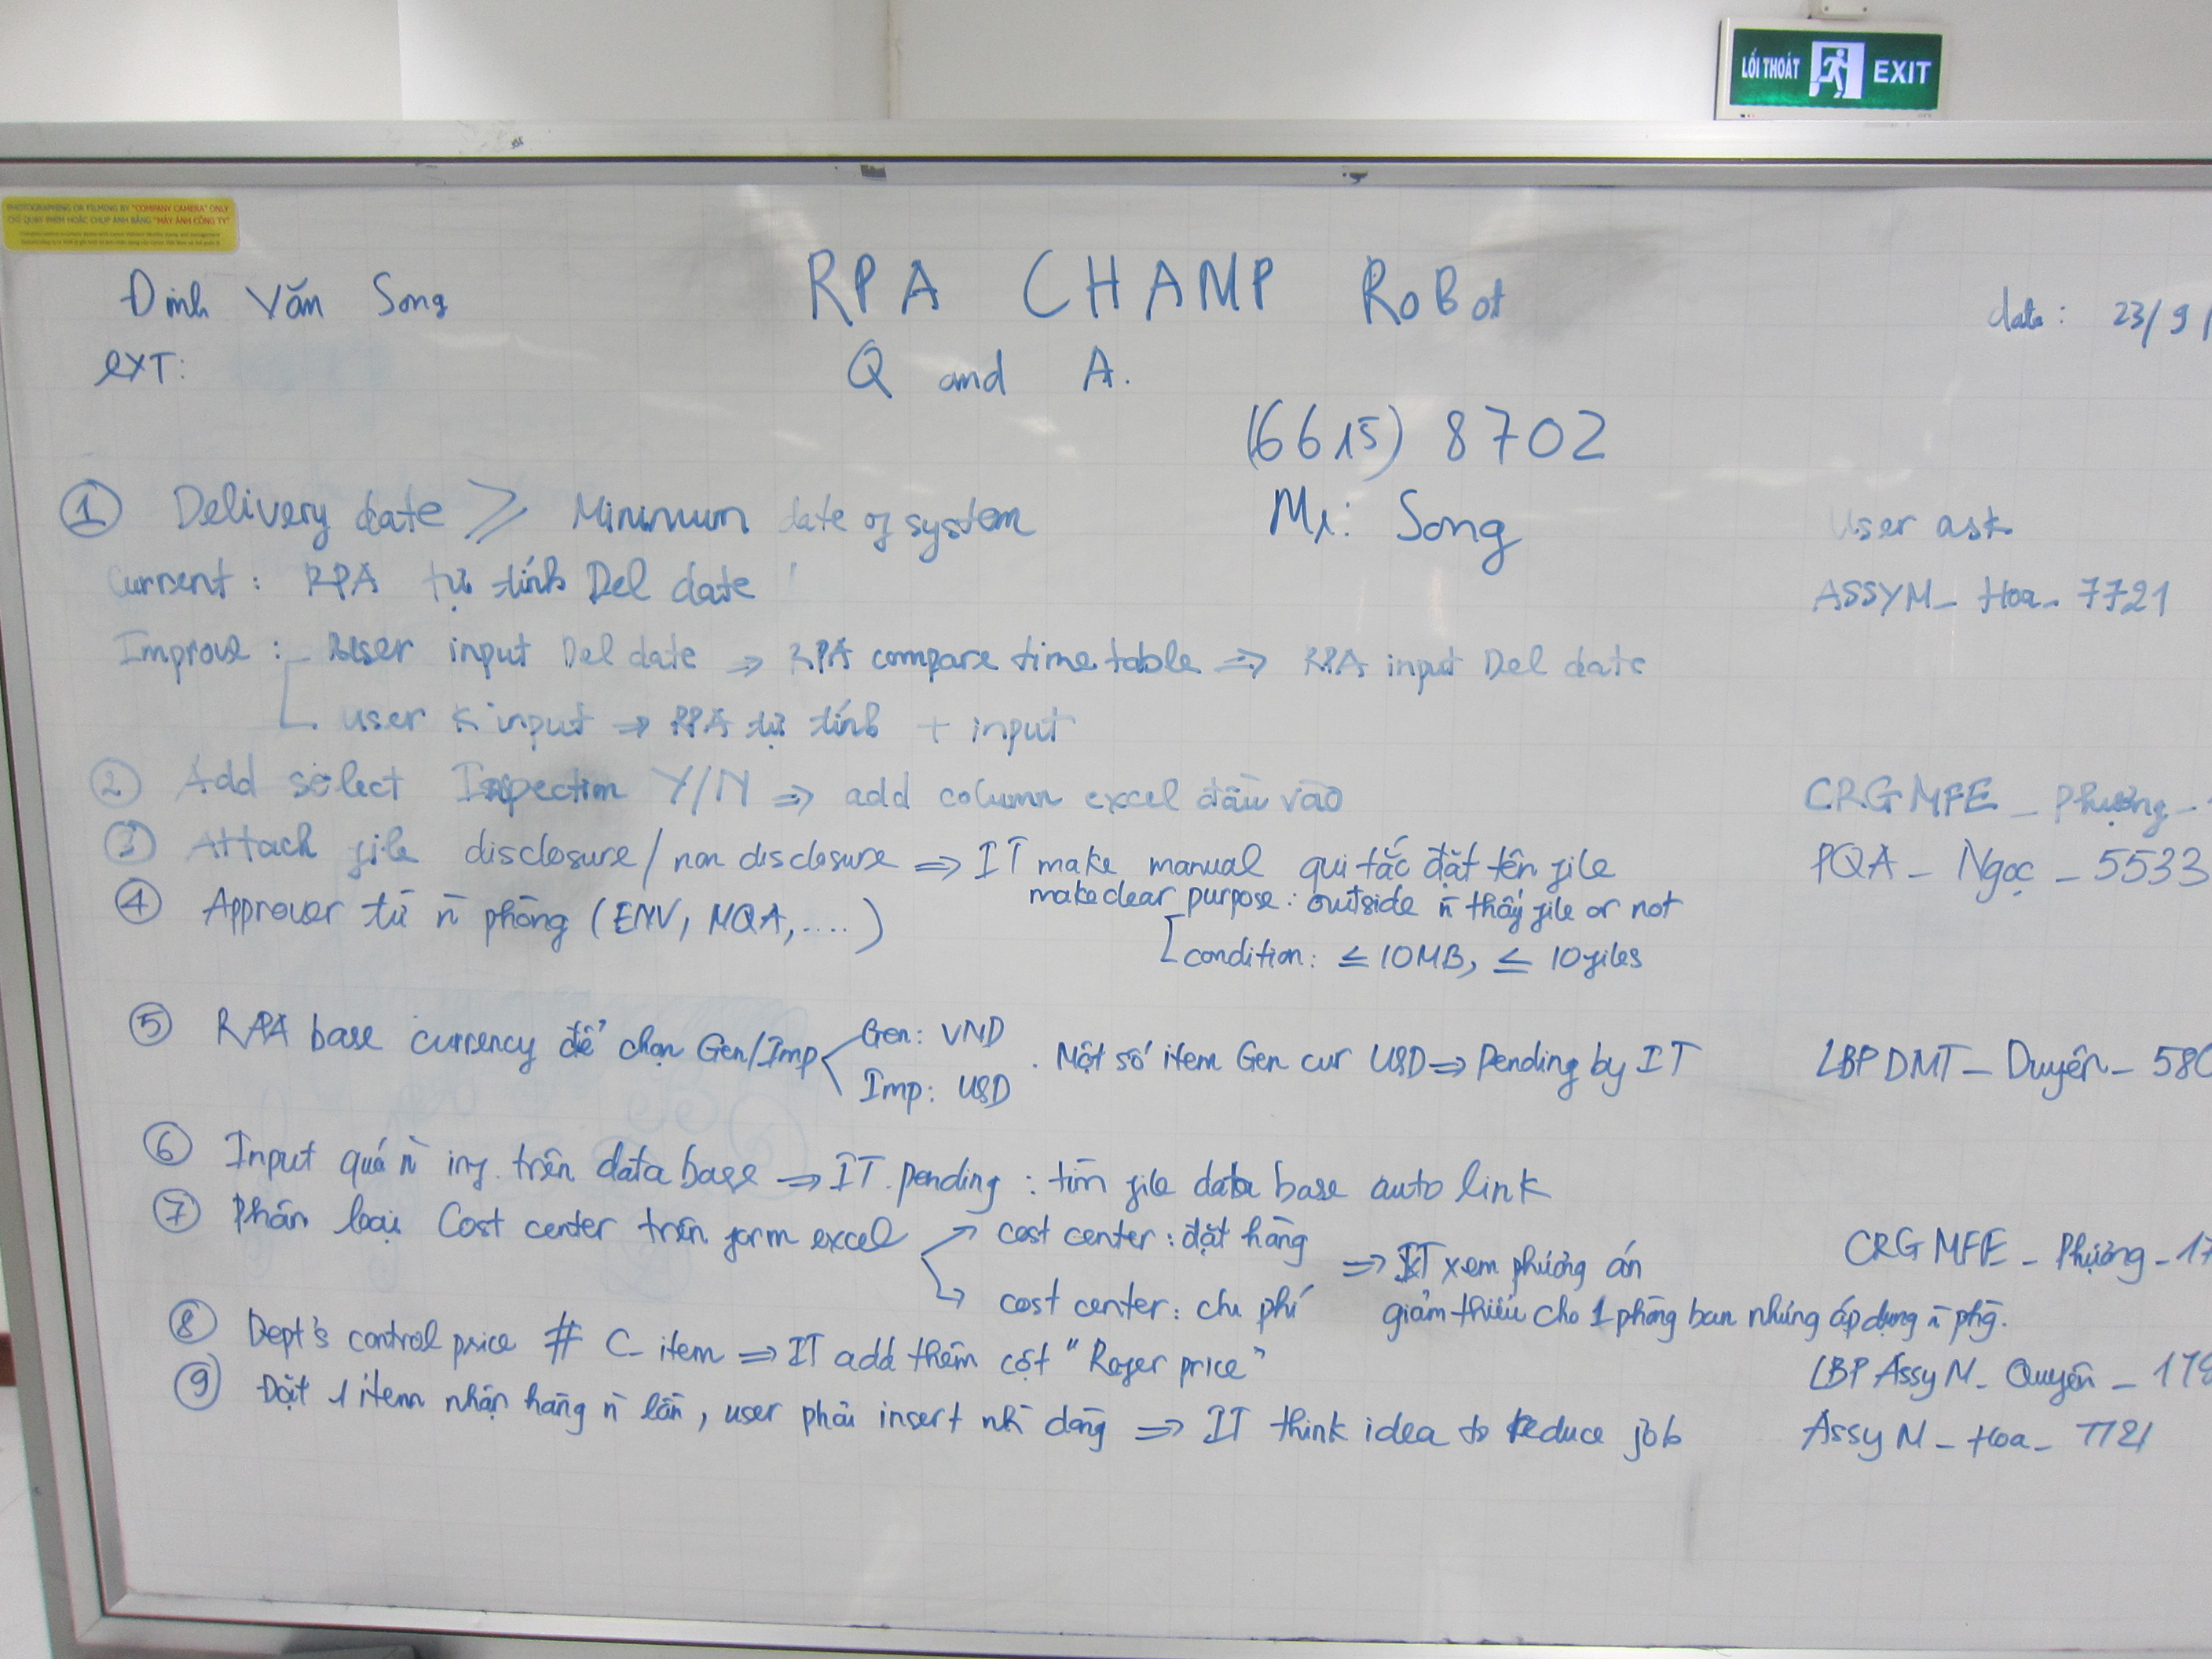 LỐI THOÁT EXIT
PHOTOGRAPHING OR FILMING BY "COMPANY CAMERA" ONLY
CHỈ QUAY PHIM HOẶC CHỤP ẢNH BẰNG "MÁY ẢNH CÔNG TY"
Đinh Văn Song
RPA CHAMP RoBot
date: 23/9/
ext:
Q and A.
(6615) 8702
Mr: Song
① Delivery date ≥ Minimum date of system
User ask
Current: RPA tự tính Del date
ASSYM_ Hoa_ 7721
Improve: User input Del date ⇒ RPA compare time table ⇒ RPA input Del date
user k input ⇒ RPA tự tính + input
② Add select Inspection Y/N ⇒ add column excel đầu vào
CRG MFE _ Phượng _
③ Attach file disclosure/non disclosure ⇒ IT make manual qui tắc đặt tên file
PQA _ Ngọc _ 5533
make clear purpose: outside n thấy file or not
④ Approver từ n̄ phòng (ENV, MQA, ....)
condition: ≤ 10MB, ≤ 10 files
⑤ RPA base currency để chọn Gen/Imp
Gen: VND
Imp: USD
. Một số item Gen cur USD ⇒ Pending by IT
LBP DMT _ Duyên _ 580
⑥ Input quá n̄ inf. trên data base ⇒ IT pending: tìm file data base auto link
⑦ Phân loại Cost center trên form excel
cost center: đặt hàng
cost center: chi phí
⇒ IT xem phương án
giảm thiểu cho 1 phòng ban nhưng áp dụng n̄ phg.
CRG MFE _ Phượng _ 17
⑧ Dept's control price # C_ item ⇒ IT add thêm cột "Refer price"
LBP Assy N_ Quyên _ 179
⑨ Đặt 1 item nhận hàng n̄ lần, user phải insert nh̄ dòng ⇒ IT think idea to Reduce job
Assy N _ Hoa _ 7721